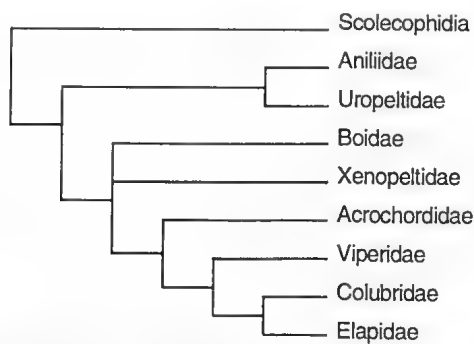 Scolecophidia
Aniliidae
Uropeltidae
Boidae
Xenopeltidae
Acrochordidae
Viperidae
Colubridae
Elapidae